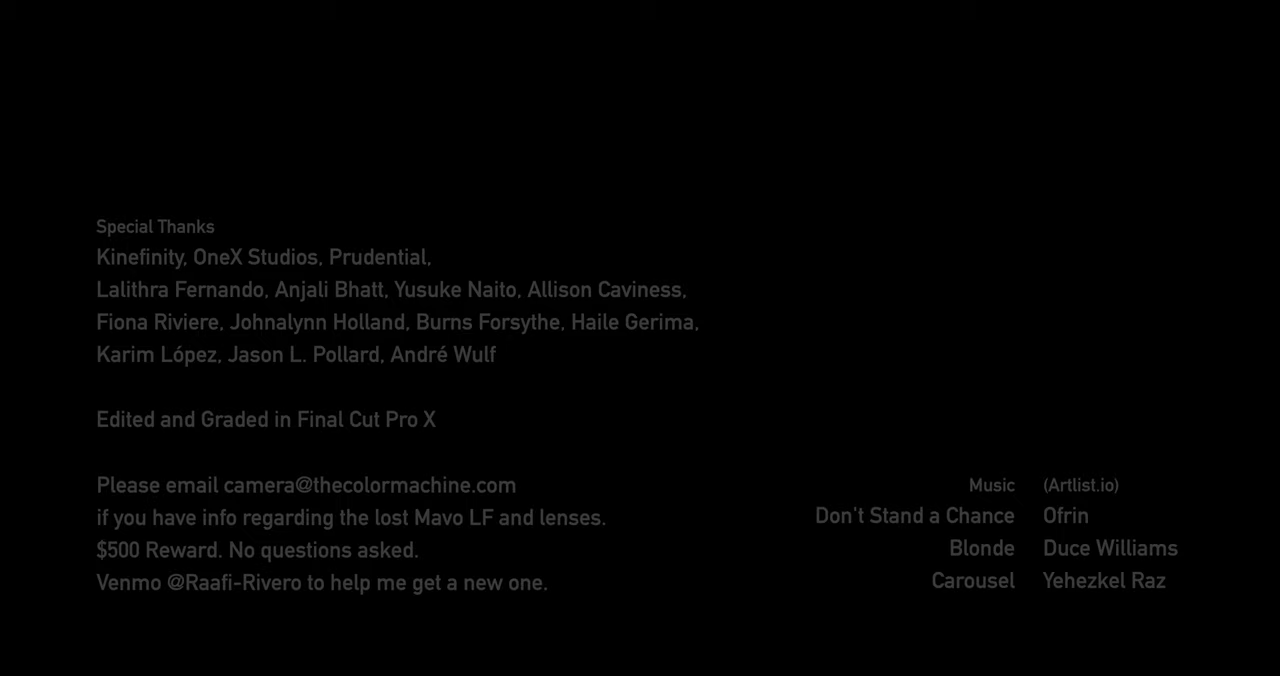 Special Thanks
Kinefinity, OneX Studios, Prudential,
Lalithra Fernando, Anjali Bhatt, Yusuke Naito, Allison Caviness,
Fiona Riviere, Johnalynn Holland, Burns Forsythe, Haile Gerima,
Karim López, Jason L. Pollard, André Wulf
Edited and Graded in Final Cut Pro X
Please email camera@thecolormachine.com
if you have info regarding the lost Mavo LF and lenses.
$500 Reward. No questions asked.
Venmo @Raafi-Rivero to help me get a new one.
Music (Artlist.io)
Don't Stand a Chance Ofrin
Blonde Duce Williams
Carousel Yehezkel Raz